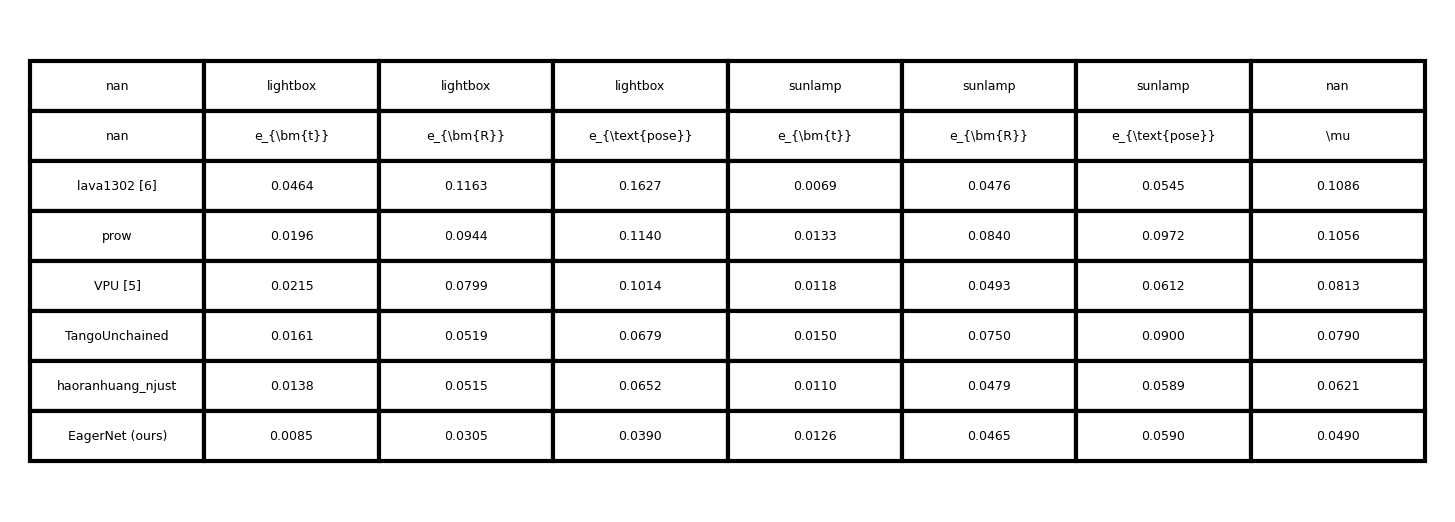 nan lightbox lightbox lightbox sunlamp sunlamp sunlamp nan
nan e_{\bm{t}} e_{\bm{R}} e_{\text{pose}} e_{\bm{t}} e_{\bm{R}} e_{\text{pose}} \mu
lava1302 [6] 0.0464 0.1163 0.1627 0.0069 0.0476 0.0545 0.1086
prow 0.0196 0.0944 0.1140 0.0133 0.0840 0.0972 0.1056
VPU [5] 0.0215 0.0799 0.1014 0.0118 0.0493 0.0612 0.0813
TangoUnchained 0.0161 0.0519 0.0679 0.0150 0.0750 0.0900 0.0790
haoranhuang_njust 0.0138 0.0515 0.0652 0.0110 0.0479 0.0589 0.0621
EagerNet (ours) 0.0085 0.0305 0.0390 0.0126 0.0465 0.0590 0.0490